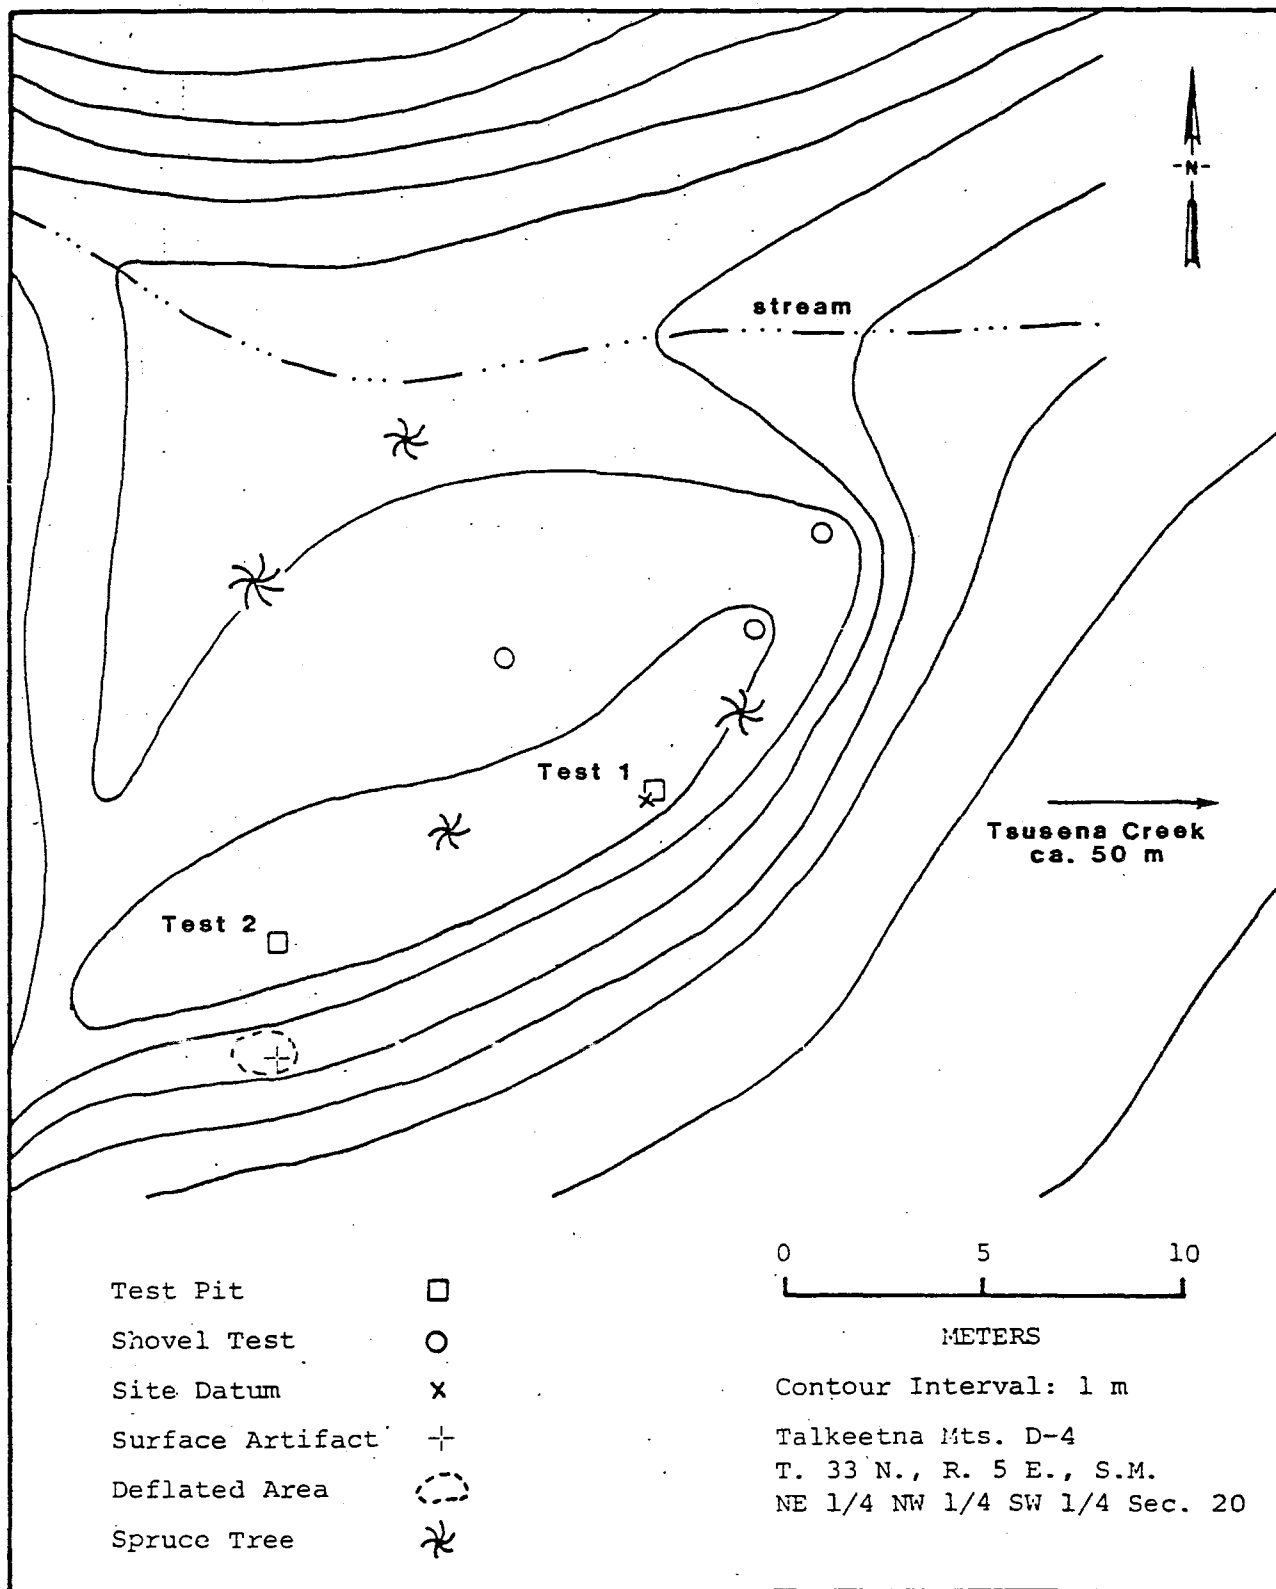 -N-
stream
Test 1
Tsusena Creek
ca. 50 m
Test 2
0 5 10
METERS
Test Pit
Shovel Test
Site Datum
Surface Artifact
Deflated Area
Spruce Tree
Contour Interval: 1 m
Talkeetna Mts. D-4
T. 33 N., R. 5 E., S.M.
NE 1/4 NW 1/4 SW 1/4 Sec. 20